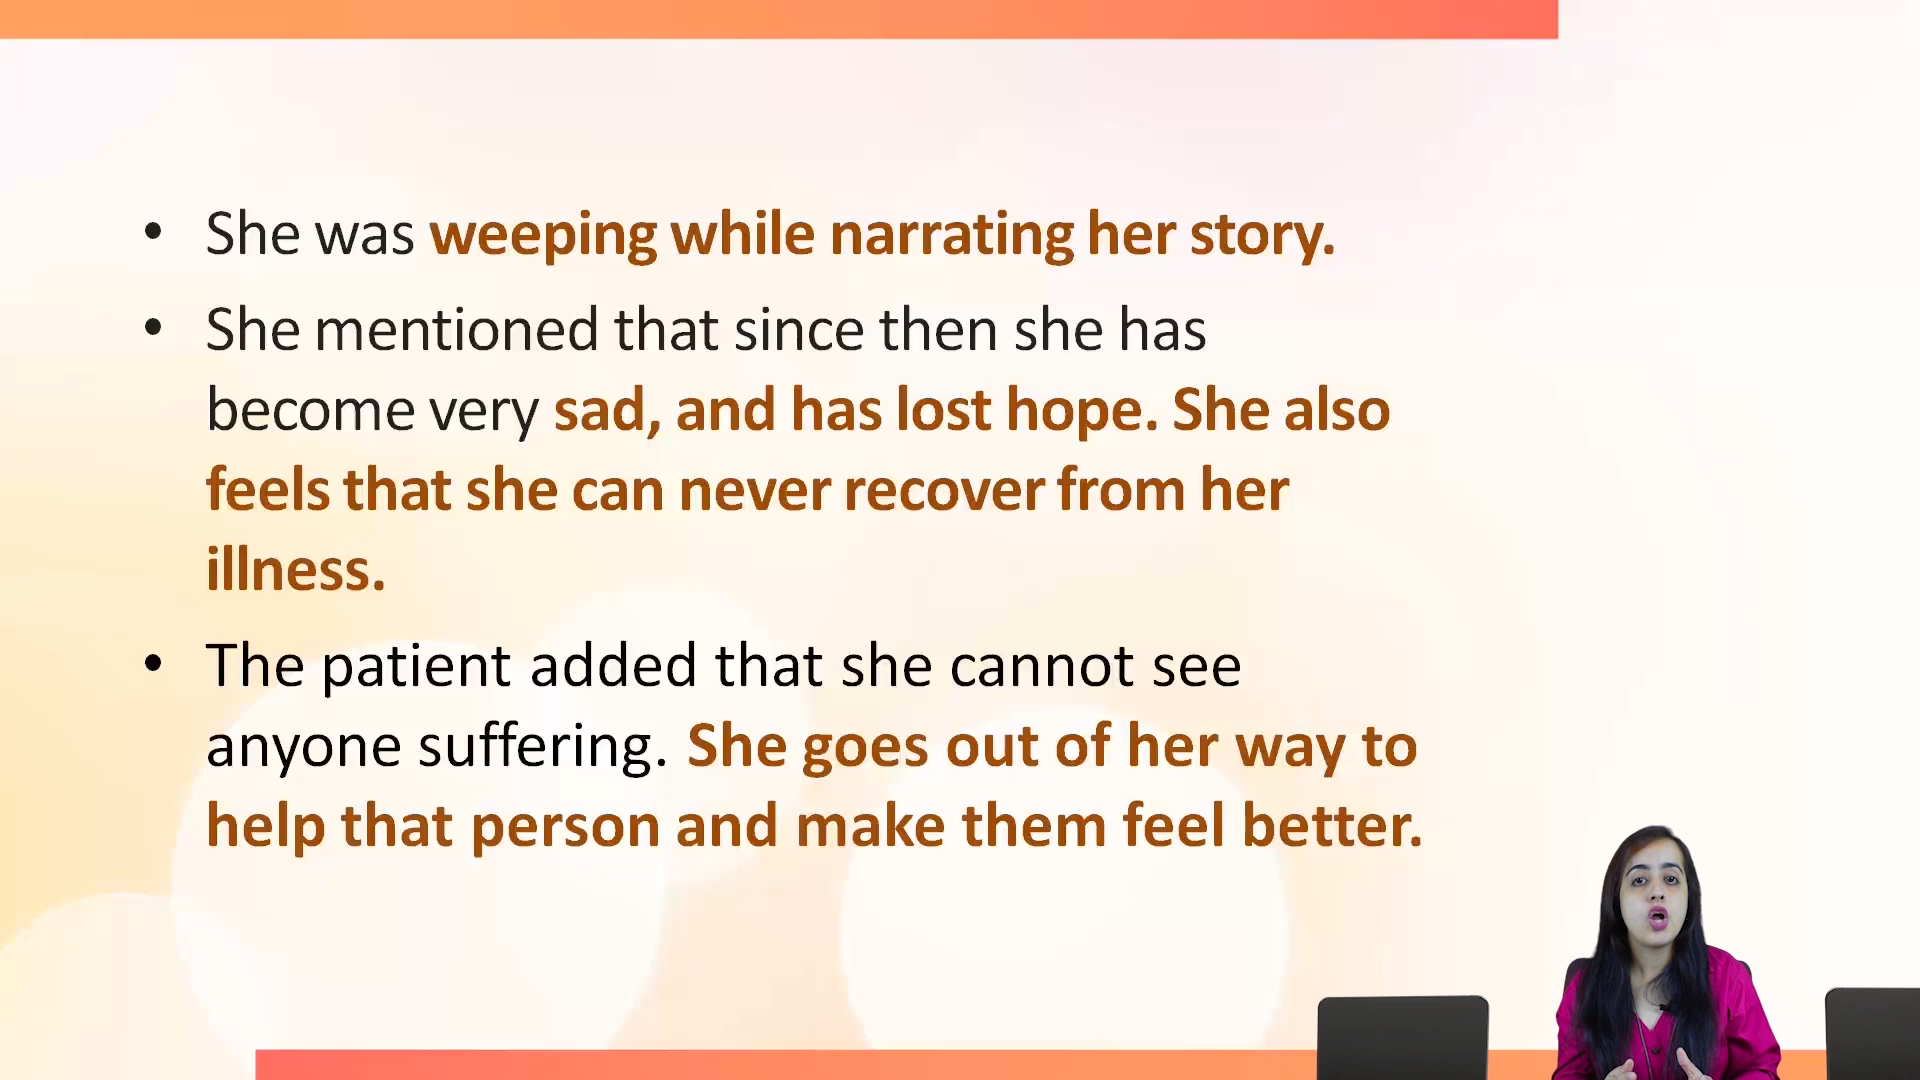 • She was weeping while narrating her story.
• She mentioned that since then she has
become very sad, and has lost hope. She also
feels that she can never recover from her
illness.
• The patient added that she cannot see
anyone suffering. She goes out of her way to
help that person and make them feel better.